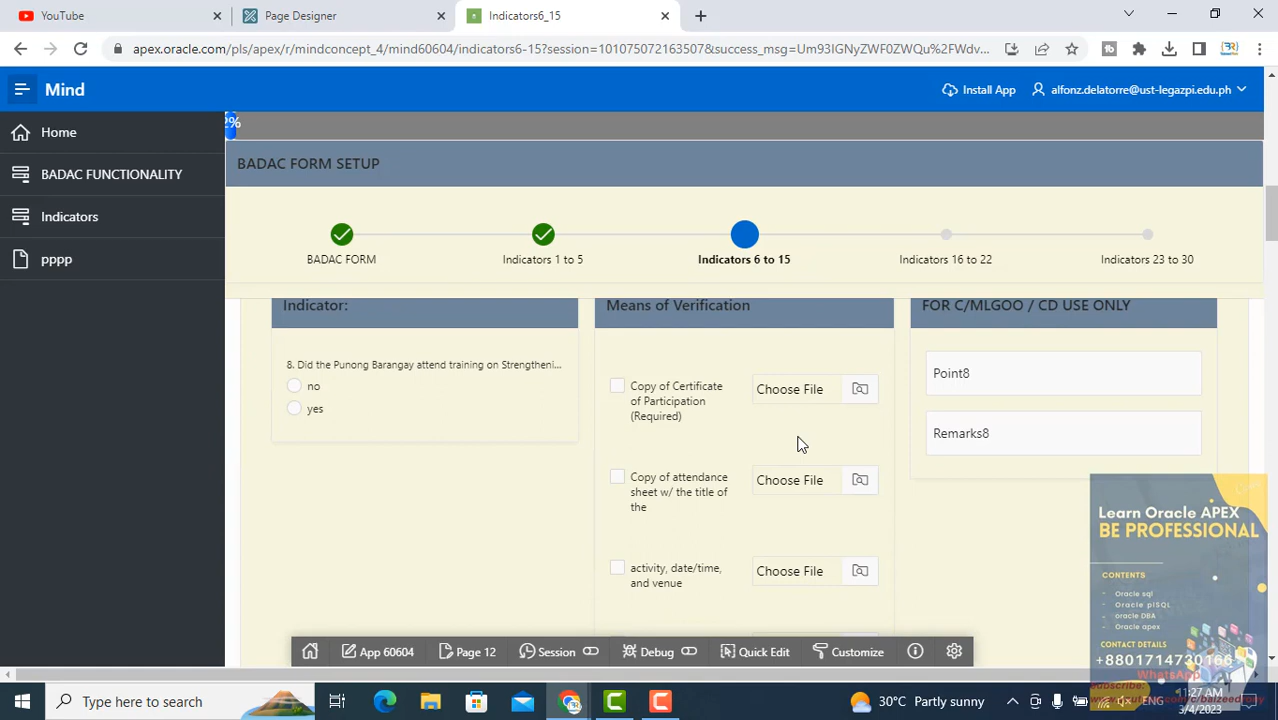 YouTube
Page Designer
Indicators6_15
apex.oracle.com/pls/apex/r/mindconcept_4/mind60604/indicators6-15?session=101075072163507&success_msg=Um93IGNyZWF0ZWQu%2FWdv...
Mind
Install App
alfonz.delatorre@ust-legazpi.edu.ph
2%
Home
BADAC FORM SETUP
BADAC FUNCTIONALITY
Indicators
pppp
BADAC FORM
Indicators 1 to 5
Indicators 6 to 15
Indicators 16 to 22
Indicators 23 to 30
Indicator:
Means of Verification
FOR C/MLGOO / CD USE ONLY
8. Did the Punong Barangay attend training on Strengtheni...
no
yes
Copy of Certificate
of Participation
(Required)
Choose File
Copy of attendance
sheet w/ the title of
the
Choose File
activity, date/time,
and venue
Choose File
Point8
Remarks8
Learn Oracle APEX
BE PROFESSIONAL
CONTENTS
Oracle sql
Oracle plSQL
oracle DBA
Oracle apex
CONTACT DETAILS
+8801714730166
WhatsApp
App 60604
Page 12
Session
Debug
Quick Edit
Customize
Type here to search
30°C Partly sunny
ENG
11:27 AM
3/4/2023